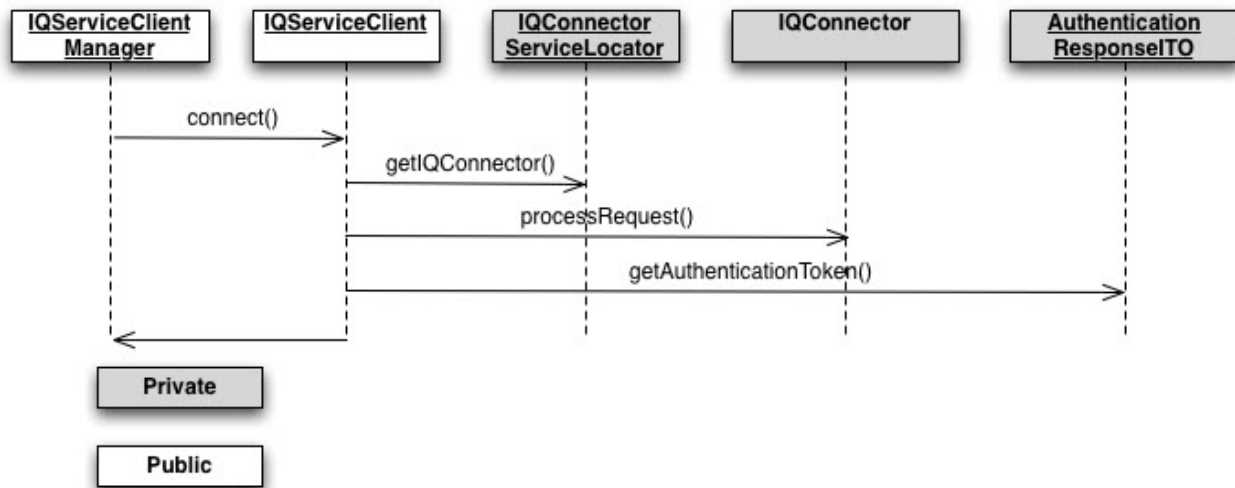 IQServiceClient
Manager
IQServiceClient
IQConnector
ServiceLocator
IQConnector
Authentication
ResponseITO
connect()
getIQConnector()
processRequest()
getAuthenticationToken()
Private
Public